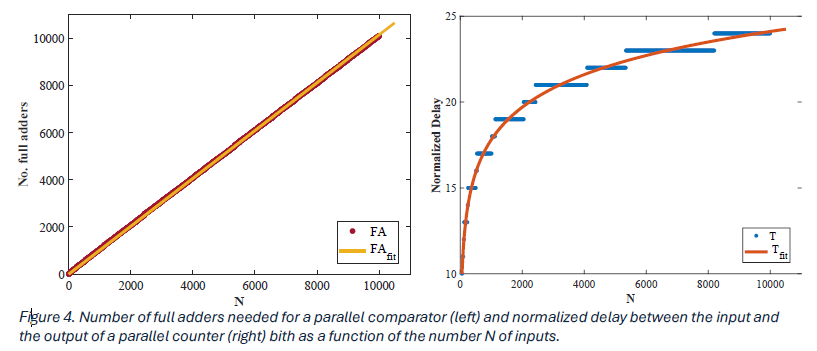 No. full adders
10000
8000
6000
4000
2000
0
0 2000 4000 6000 8000 10000
N
FA
FA fit
Normalized Delay
25
20
15
10
0 2000 4000 6000 8000 10000
N
T
T fit
Figure 4. Number of full adders needed for a parallel comparator (left) and normalized delay between the input and
the output of a parallel counter (right) bith as a function of the number N of inputs.